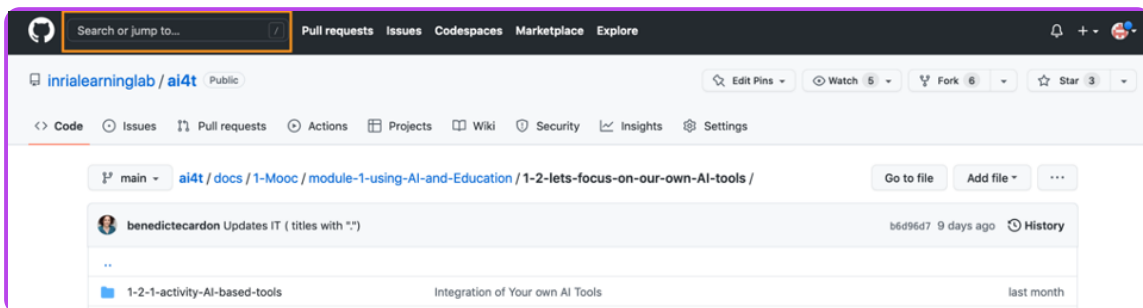 Search or jump to... / Pull requests Issues Codespaces Marketplace Explore
inrialearninglab / ai4t Public Edit Pins Watch 5 Fork 6 Star 3
Code Issues Pull requests Actions Projects Wiki Security Insights Settings
main ai4t / docs / 1-Mooc / module-1-using-AI-and-Education / 1-2-lets-focus-on-our-own-AI-tools / Go to file Add file ...
benedictecardon Updates IT ( titles with ".") b6d96d7 9 days ago History
..
1-2-1-activity-AI-based-tools Integration of Your own AI Tools last month